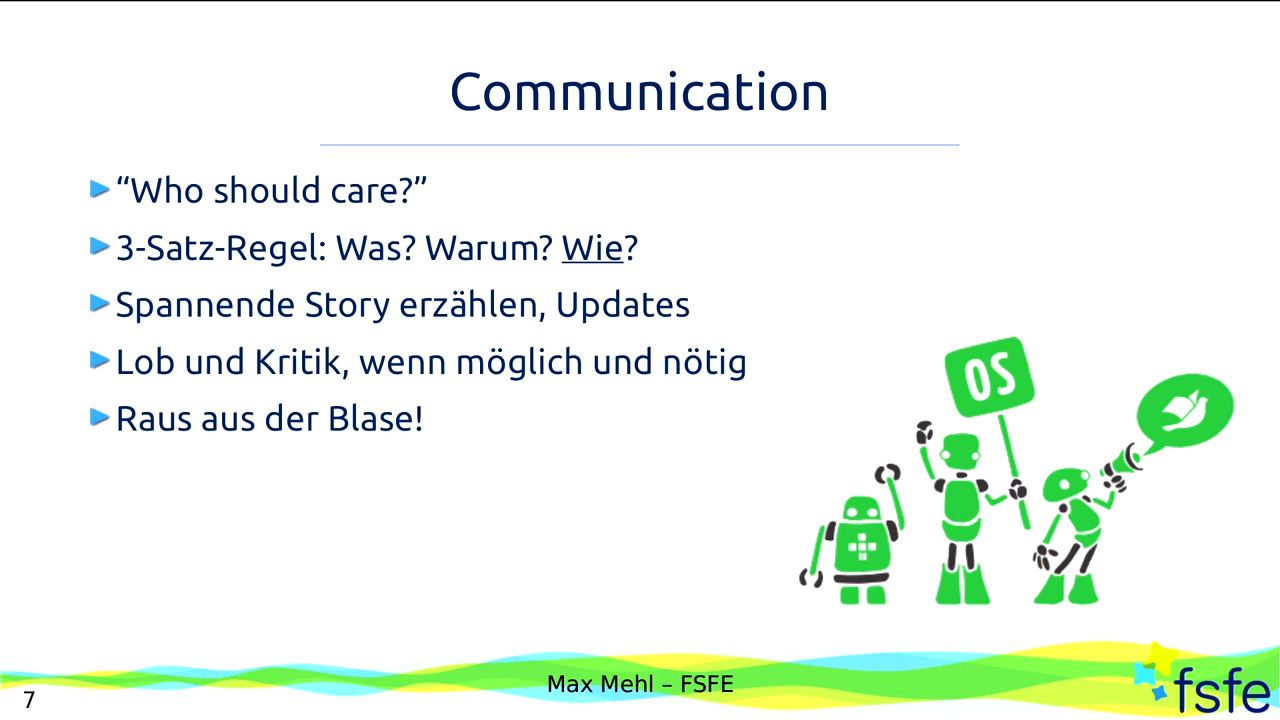 Communication
“Who should care?”
3-Satz-Regel: Was? Warum? Wie?
Spannende Story erzählen, Updates
Lob und Kritik, wenn möglich und nötig
Raus aus der Blase!
OS
Max Mehl – FSFE
fsfe
7